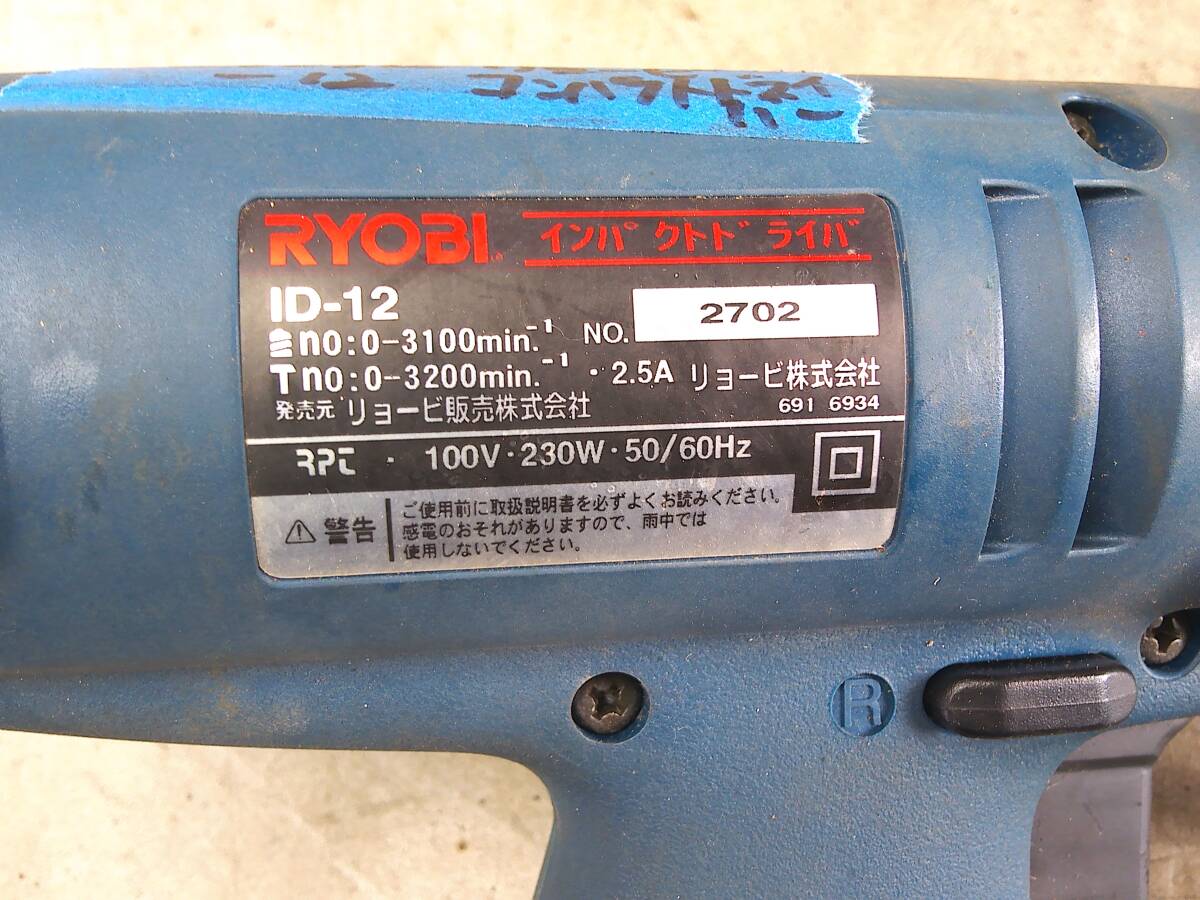 RYOBI インパクトドライバ
ID-12
no:0-3100min.⁻¹ NO. 2702
Tno:0-3200min.⁻¹ ・2.5A リョービ株式会社
発売元 リョービ販売株式会社 691 6934
RPC ・ 100V・230W・50/60Hz
⚠警告
ご使用前に取扱説明書を必ずよくお読みください。
感電のおそれがありますので、雨中では
使用しないでください。
R